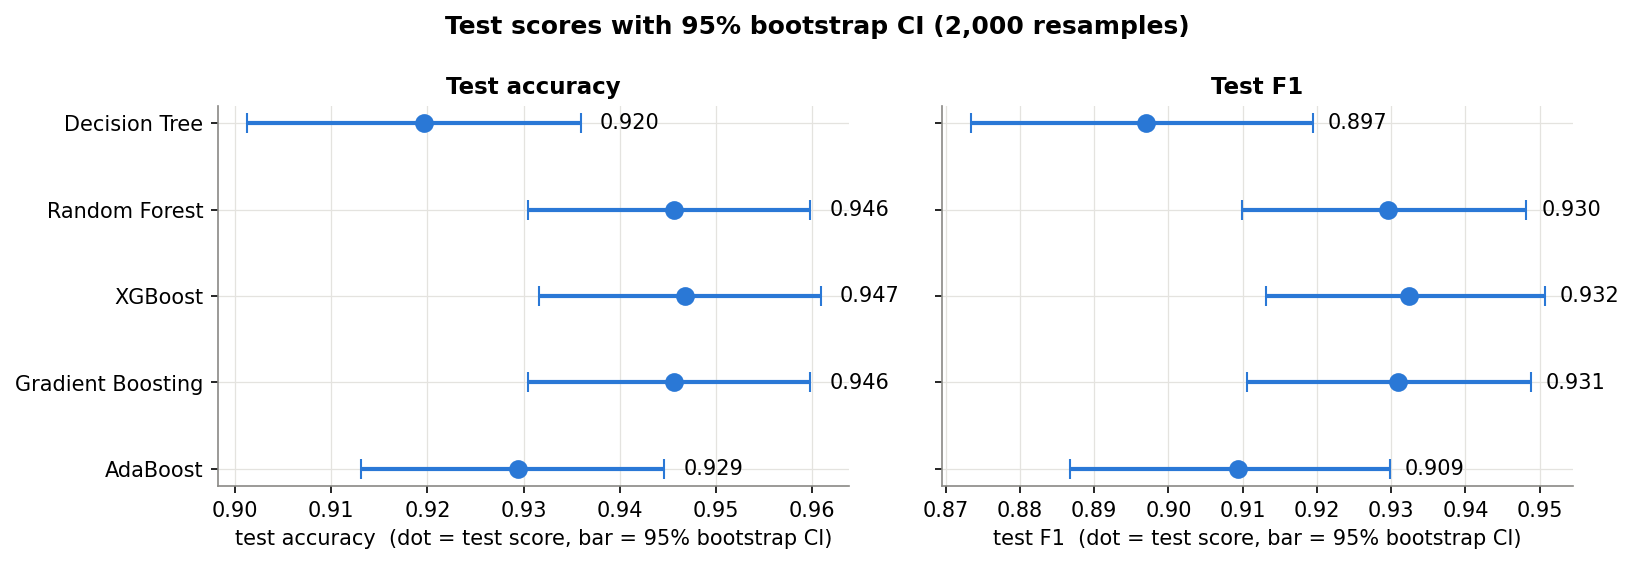 Test scores with 95% bootstrap CI (2,000 resamples)
Test accuracy
Decision Tree
0.920
Random Forest
0.946
XGBoost
0.947
Gradient Boosting
0.946
AdaBoost
0.929
0.90 0.91 0.92 0.93 0.94 0.95 0.96
test accuracy (dot = test score, bar = 95% bootstrap CI)
Test F1
0.897
0.930
0.932
0.931
0.909
0.87 0.88 0.89 0.90 0.91 0.92 0.93 0.94 0.95
test F1 (dot = test score, bar = 95% bootstrap CI)